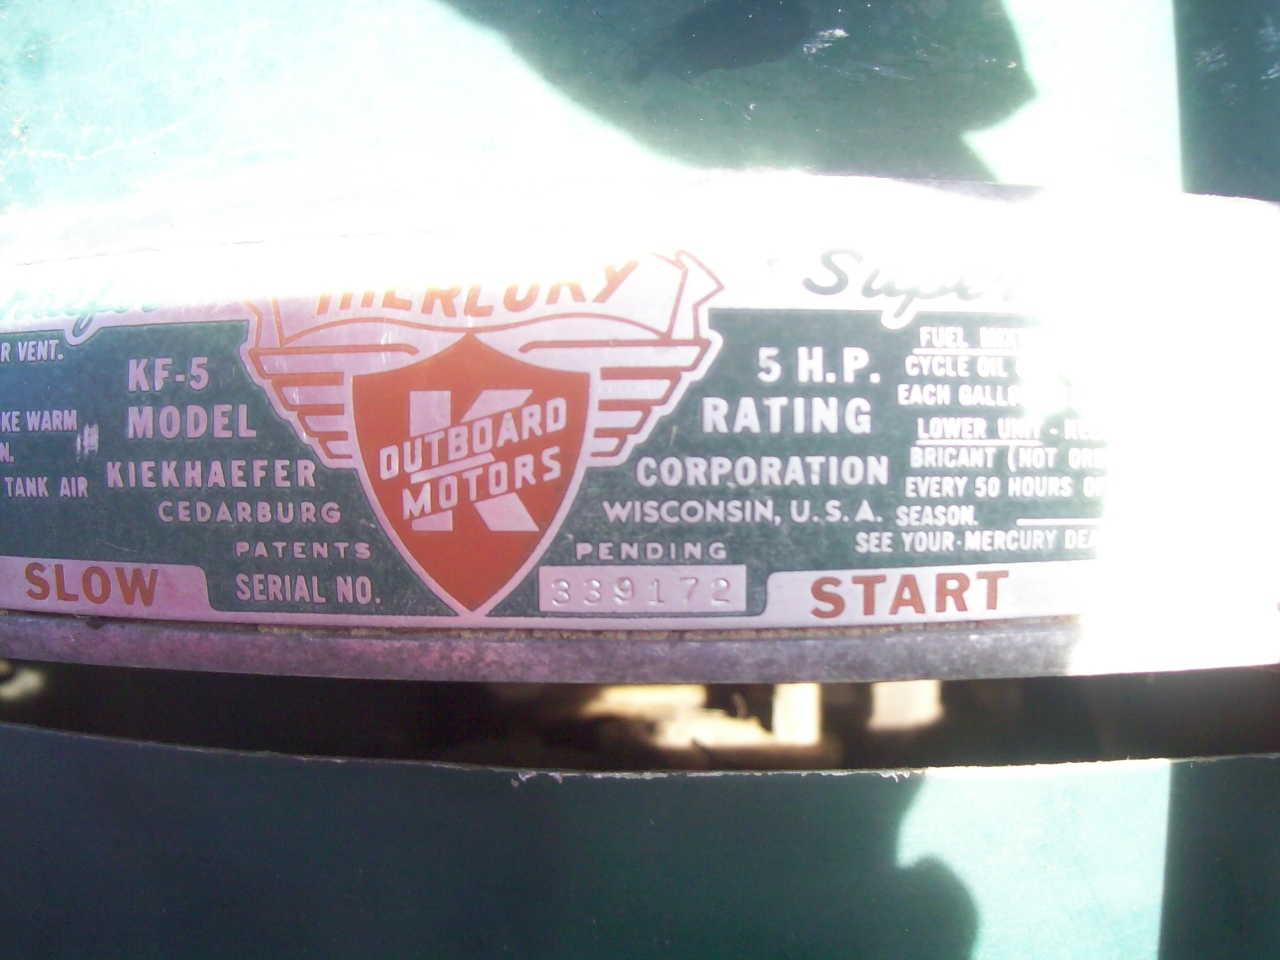 MERCURY
Super
R VENT.
KE WARM
N.
TANK AIR
KF-5
MODEL
KIEKHAEFER
CEDARBURG
PATENTS
SERIAL NO.
SLOW
K
OUTBOARD
MOTORS
5 H.P.
RATING
CORPORATION
WISCONSIN, U.S.A.
PENDING
339172
START
FUEL
CYCLE OIL
EACH
LOWER UNIT -
BRICANT (NOT
EVERY 50 HOURS
SEASON.
SEE YOUR MERCURY